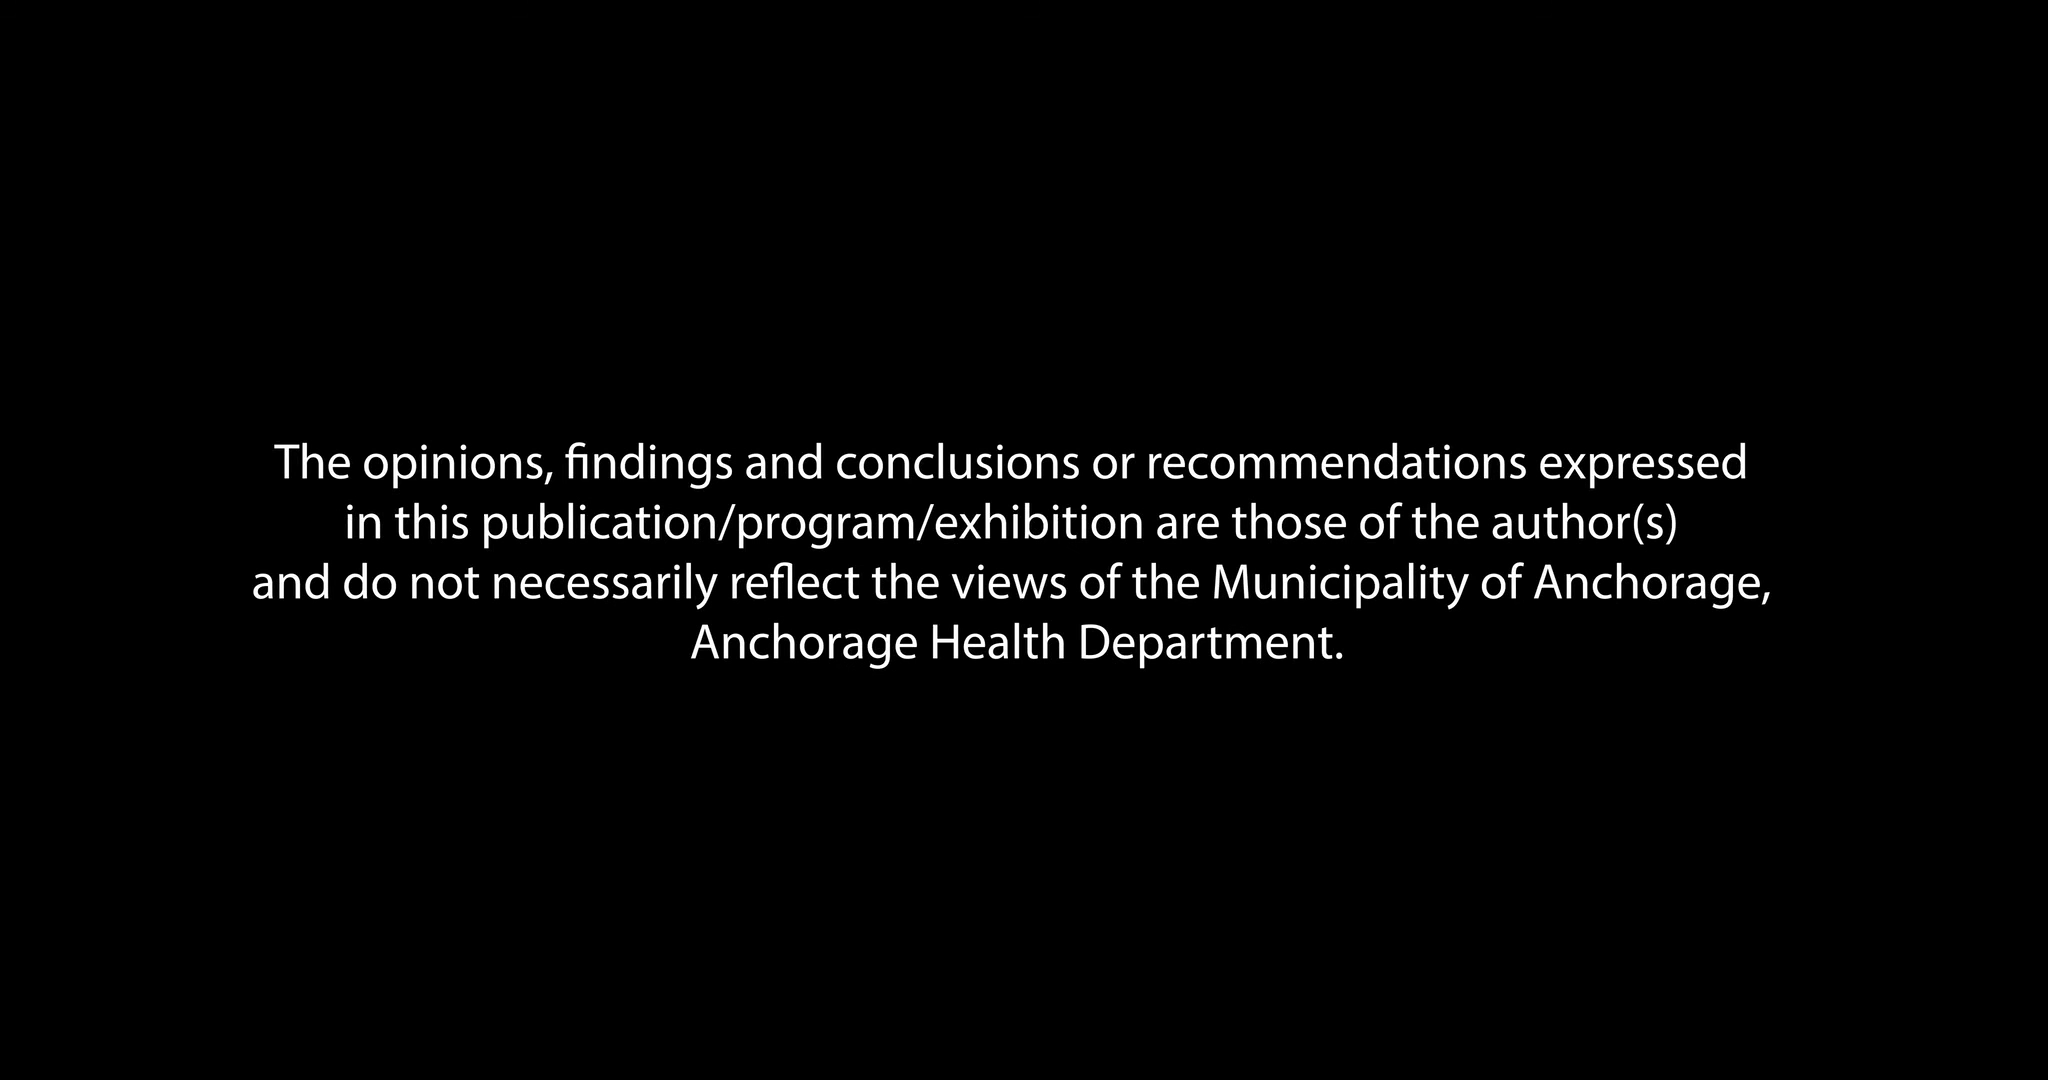 The opinions, findings and conclusions or recommendations expressed
in this publication/program/exhibition are those of the author(s)
and do not necessarily reflect the views of the Municipality of Anchorage,
Anchorage Health Department.